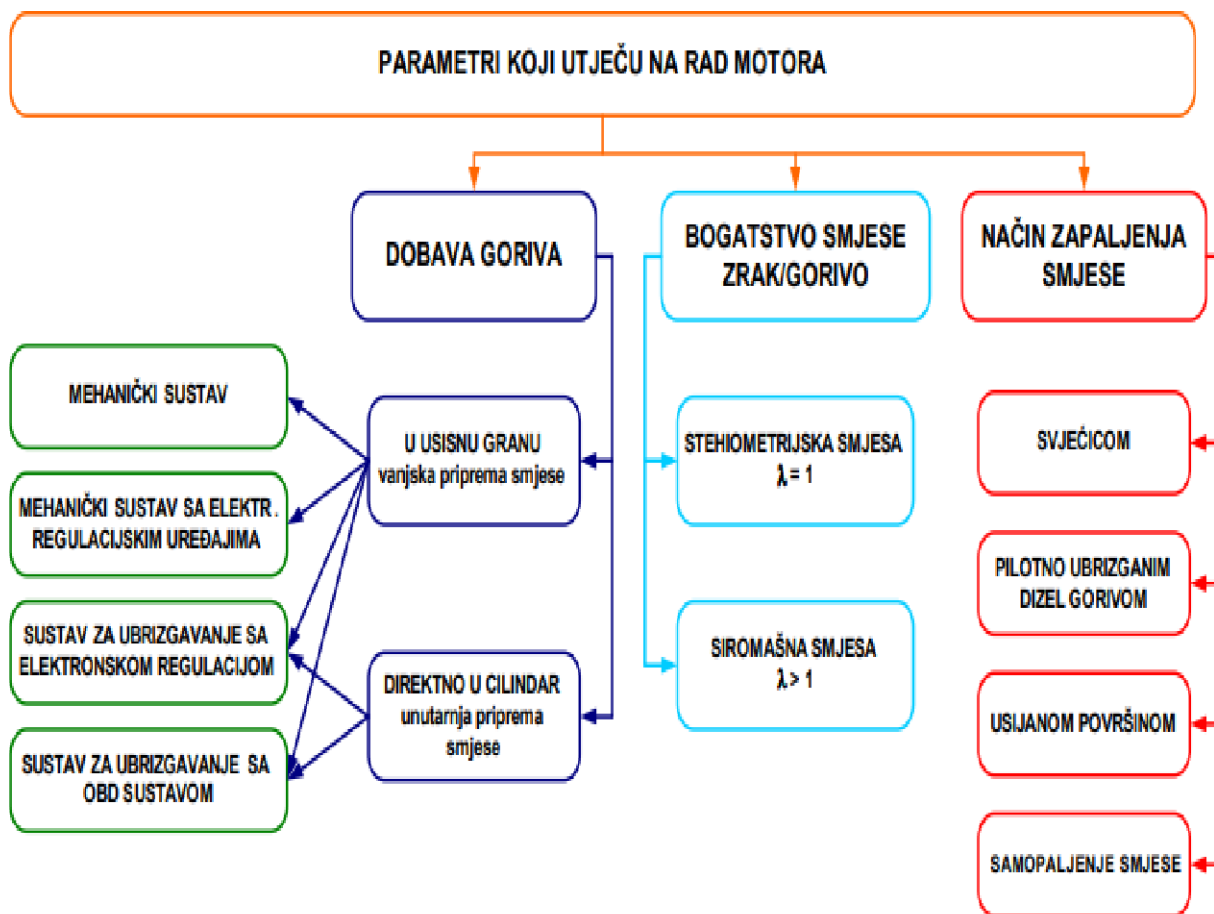 PARAMETRI KOJI UTJEČU NA RAD MOTORA
DOBAVA GORIVA
BOGATSTVO SMJESE
ZRAK/GORIVO
NAČIN ZAPALJENJA
SMJESE
MEHANIČKI SUSTAV
MEHANIČKI SUSTAV SA ELEKTR.
REGULACIJSKIM UREĐAJIMA
SUSTAV ZA UBRIZGAVANJE SA
ELEKTRONSKOM REGULACIJOM
SUSTAV ZA UBRIZGAVANJE SA
OBD SUSTAVOM
U USISNU GRANU
vanjska priprema smjese
DIREKTNO U CILINDAR
unutarnja priprema
smjese
STEHIOMETRIJSKA SMJESA
λ = 1
SIROMAŠNA SMJESA
λ > 1
SVJEĆICOM
PILOTNO UBRIZGANIM
DIZEL GORIVOM
USIJANOM POVRŠINOM
SAMOPALJENJE SMJESE